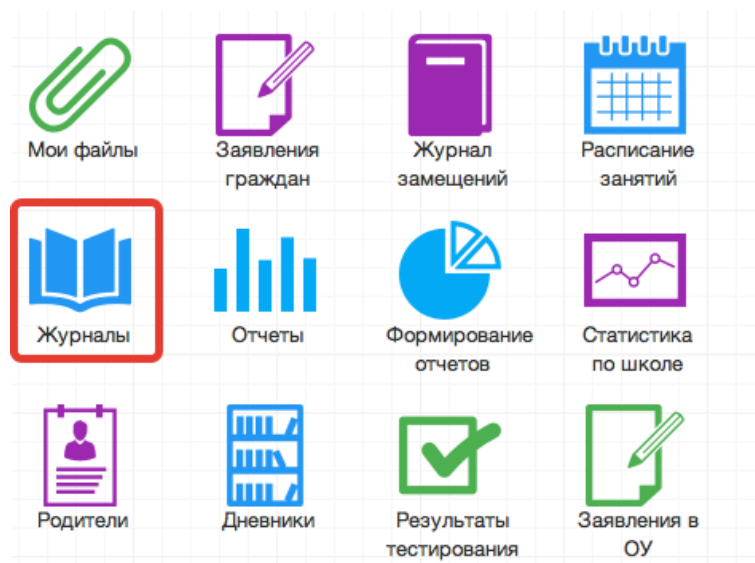 Мои файлы
Заявления
граждан
Журнал
замещений
Расписание
занятий
Журналы
Отчеты
Формирование
отчетов
Статистика
по школе
Родители
Дневники
Результаты
тестирования
Заявления в
ОУ